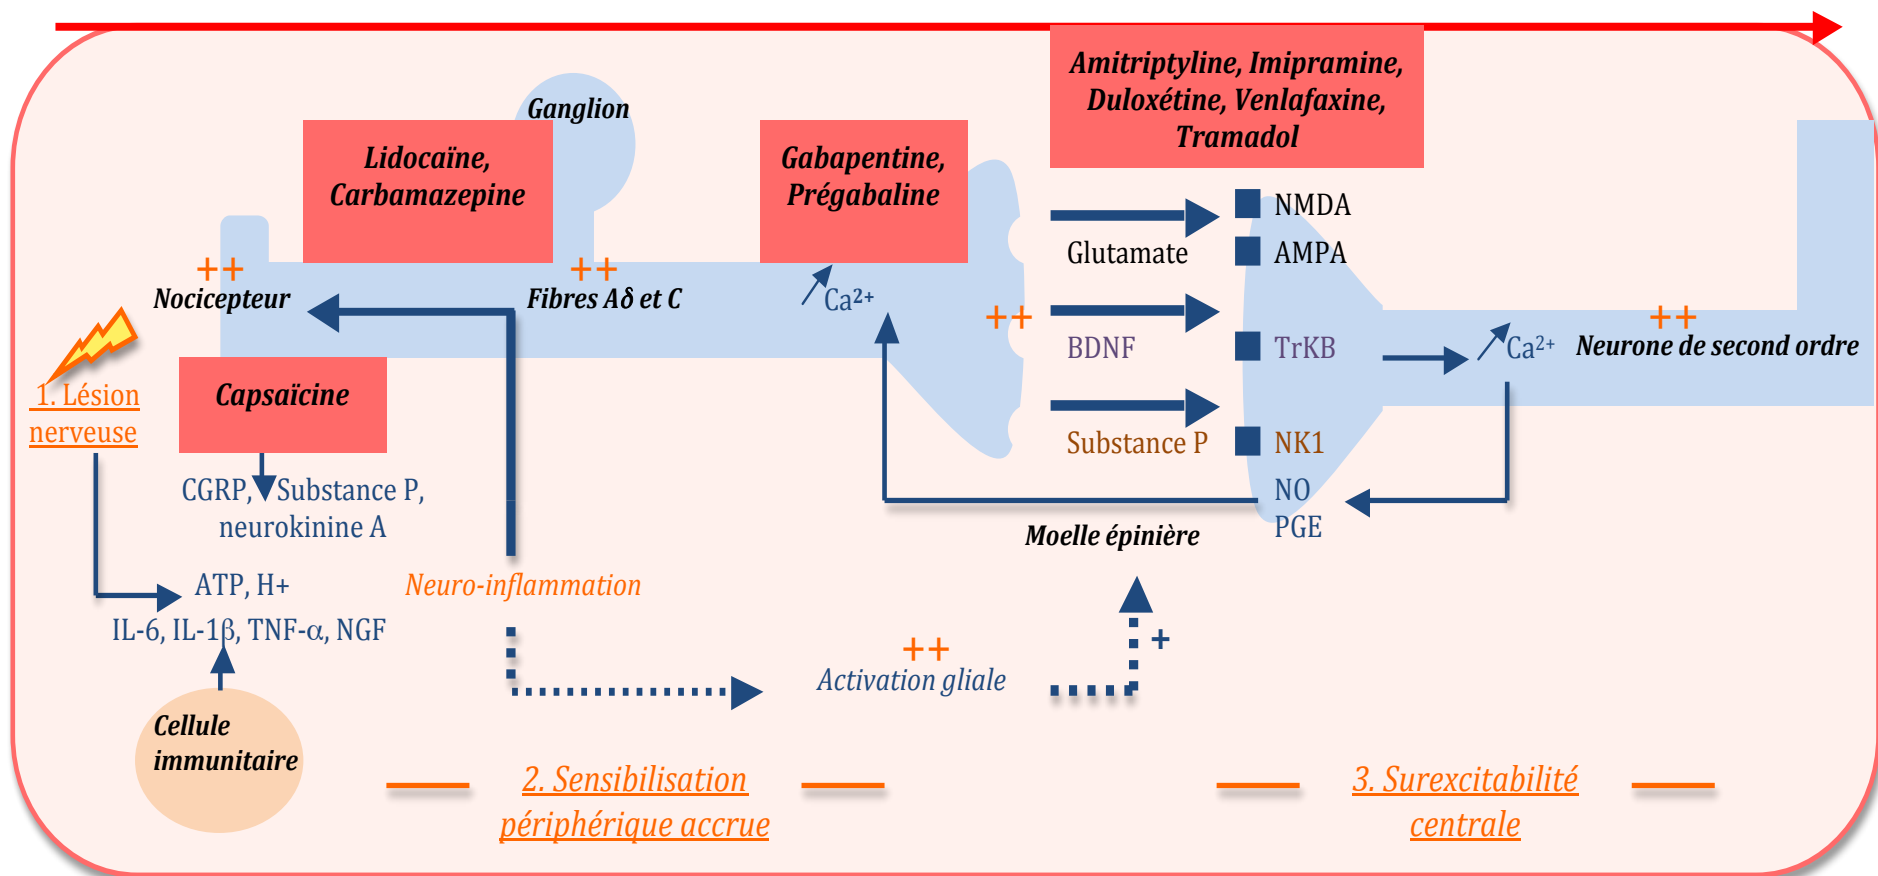 Amitriptyline, Imipramine,
Duloxétine, Venlafaxine,
Tramadol
Ganglion
Lidocaïne,
Carbamazepine
Gabapentine,
Prégabaline
NMDA
Glutamate
AMPA
++
Nocicepteur
++
Fibres Aδ et C
Ca2+
++
BDNF
TrKB
Ca2+
++
Neurone de second ordre
1. Lésion
nerveuse
Capsaïcine
Substance P
NK1
CGRP, Substance P,
neurokinine A
NO
PGE
Moelle épinière
ATP, H+
IL-6, IL-1β, TNF-α, NGF
Neuro-inflammation
++
Activation gliale
+
Cellule
immunitaire
2. Sensibilisation
périphérique accrue
3. Surexcitabilité
centrale